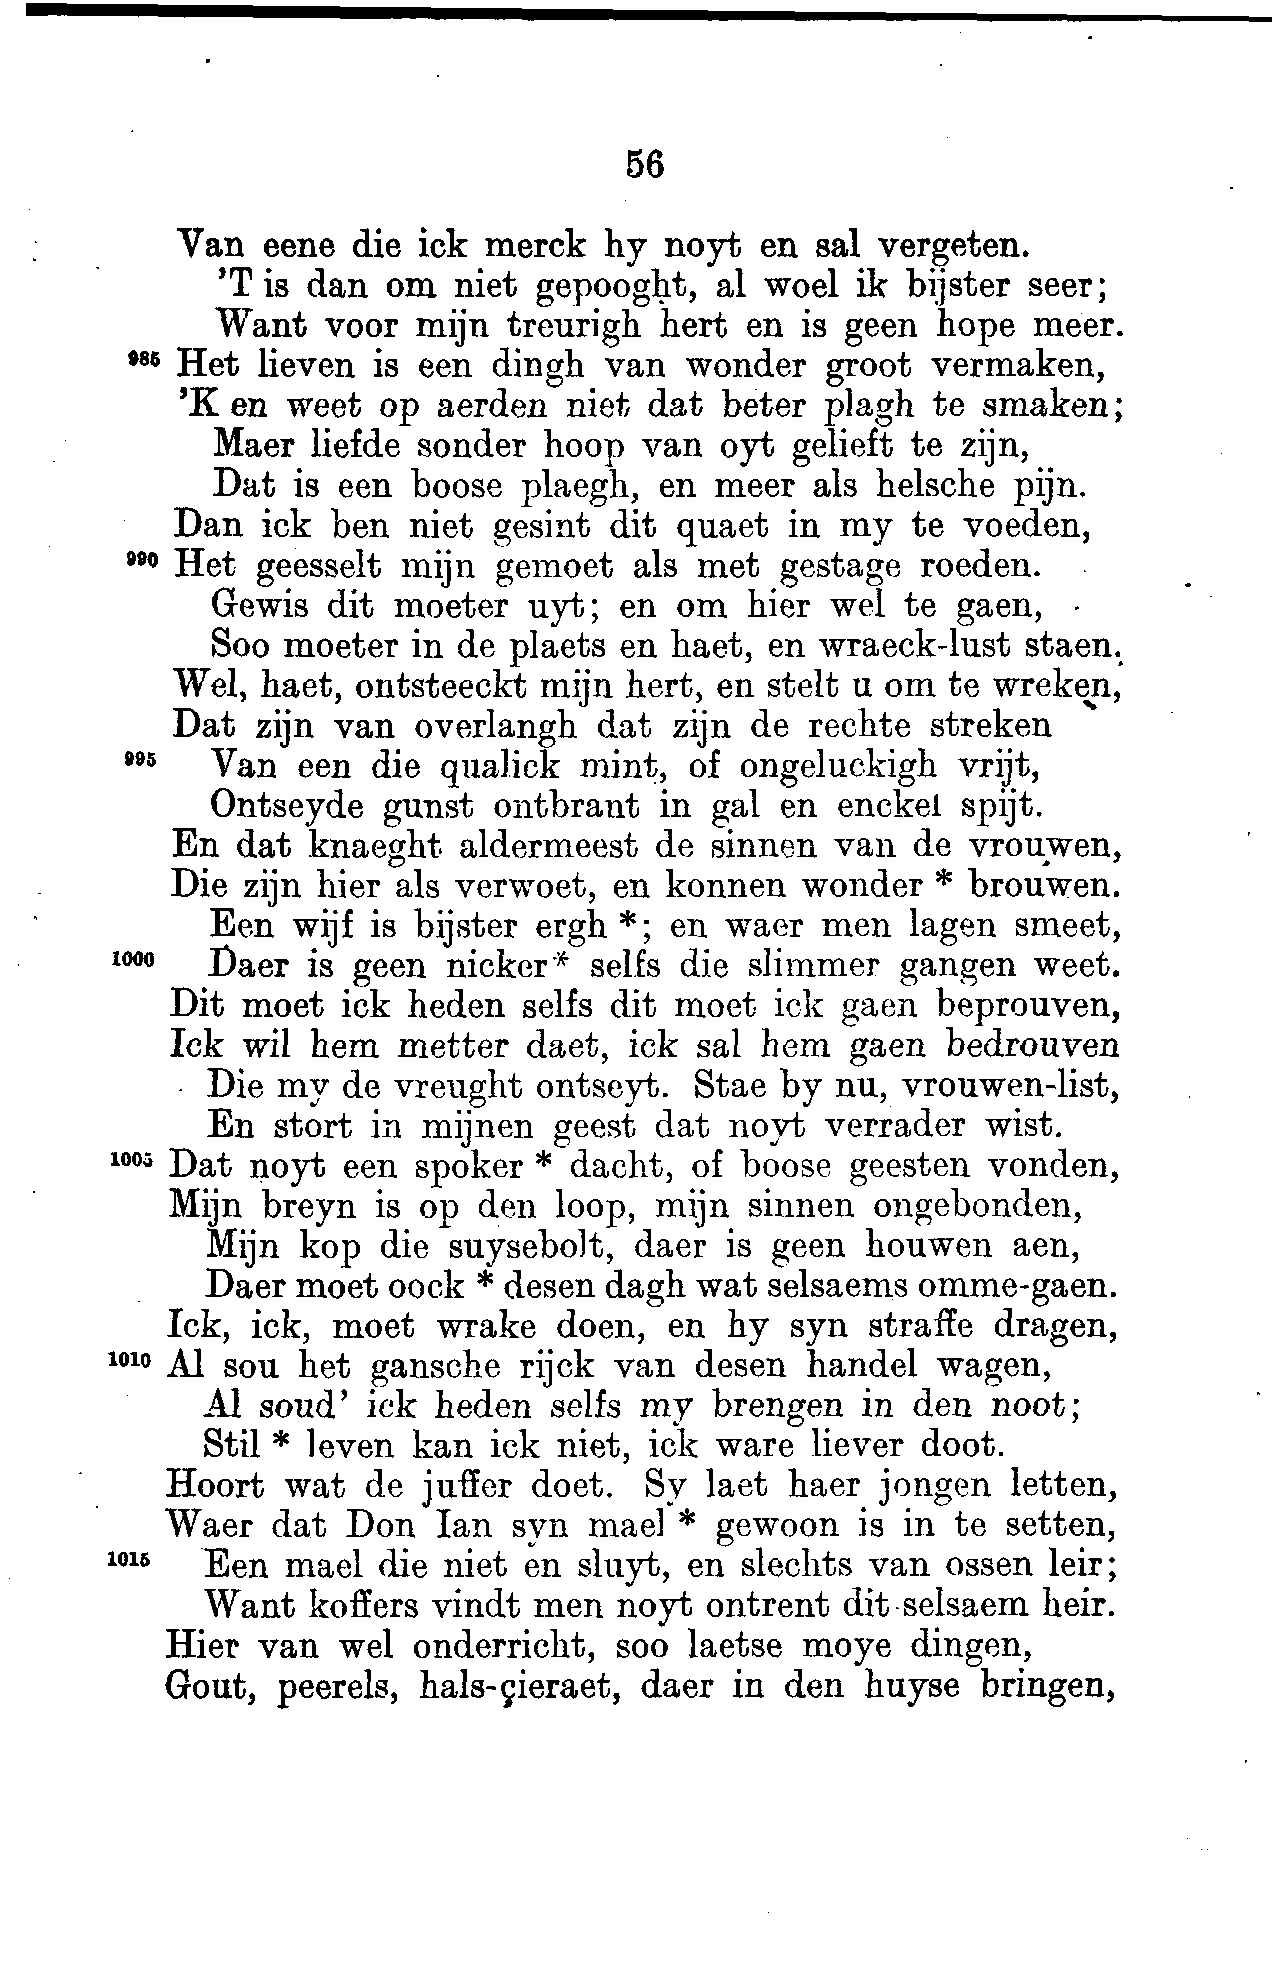 56
Van eene die ick merck hy noyt en sal vergeten.
'T is dan om niet gepooght, al woel ik bijster seer;
Want voor mijn treurigh hert en is geen hope meer.
985 Het lieven is een dingh van wonder groot vermaken,
'K en weet op aerden niet dat beter plagh te smaken;
Maer liefde sonder hoop van oyt gelieft te zijn,
Dat is een boose plaegh, en meer als helsche pijn.
Dan ick ben niet gesint dit quaet in my te voeden,
990 Het geesselt mijn gemoet als met gestage roeden.
Gewis dit moeter uyt; en om hier wel te gaen,
Soo moeter in de plaets en haet, en wraeck-lust staen.
Wel, haet, ontsteeckt mijn hert, en stelt u om te wreken,
Dat zijn van overlangh dat zijn de rechte streken
995 Van een die qualick mint, of ongeluckigh vrijt,
Ontseyde gunst ontbrant in gal en enckel spijt.
En dat knaeght aldermeest de sinnen van de vrouwen,
Die zijn hier als verwoet, en konnen wonder * brouwen.
Een wijf is bijster ergh *; en waer men lagen smeet,
1000 Daer is geen nicker * selfs die slimmer gangen weet.
Dit moet ick heden selfs dit moet ick gaen beprouven,
Ick wil hem metter daet, ick sal hem gaen bedrouven
Die my de vreught ontseyt. Stae by nu, vrouwen-list,
En stort in mijnen geest dat noyt verrader wist.
1005 Dat noyt een spoker * dacht, of boose geesten vonden,
Mijn breyn is op den loop, mijn sinnen ongebonden,
Mijn kop die suysebolt, daer is geen houwen aen,
Daer moet oock * desen dagh wat selsaems omme-gaen.
Ick, ick, moet wrake doen, en hy syn straffe dragen,
1010 Al sou het gansche rijck van desen handel wagen,
Al soud' ick heden selfs my brengen in den noot;
Stil * leven kan ick niet, ick ware liever doot.
Hoort wat de juffer doet. Sy laet haer jongen letten,
Waer dat Don Ian syn mael * gewoon is in te setten,
1015 Een mael die niet en sluyt, en slechts van ossen leir;
Want koffers vindt men noyt ontrent dit selsaem heir.
Hier van wel onderricht, soo laetse moye dingen,
Gout, peerels, hals-çieraet, daer in den huyse bringen,